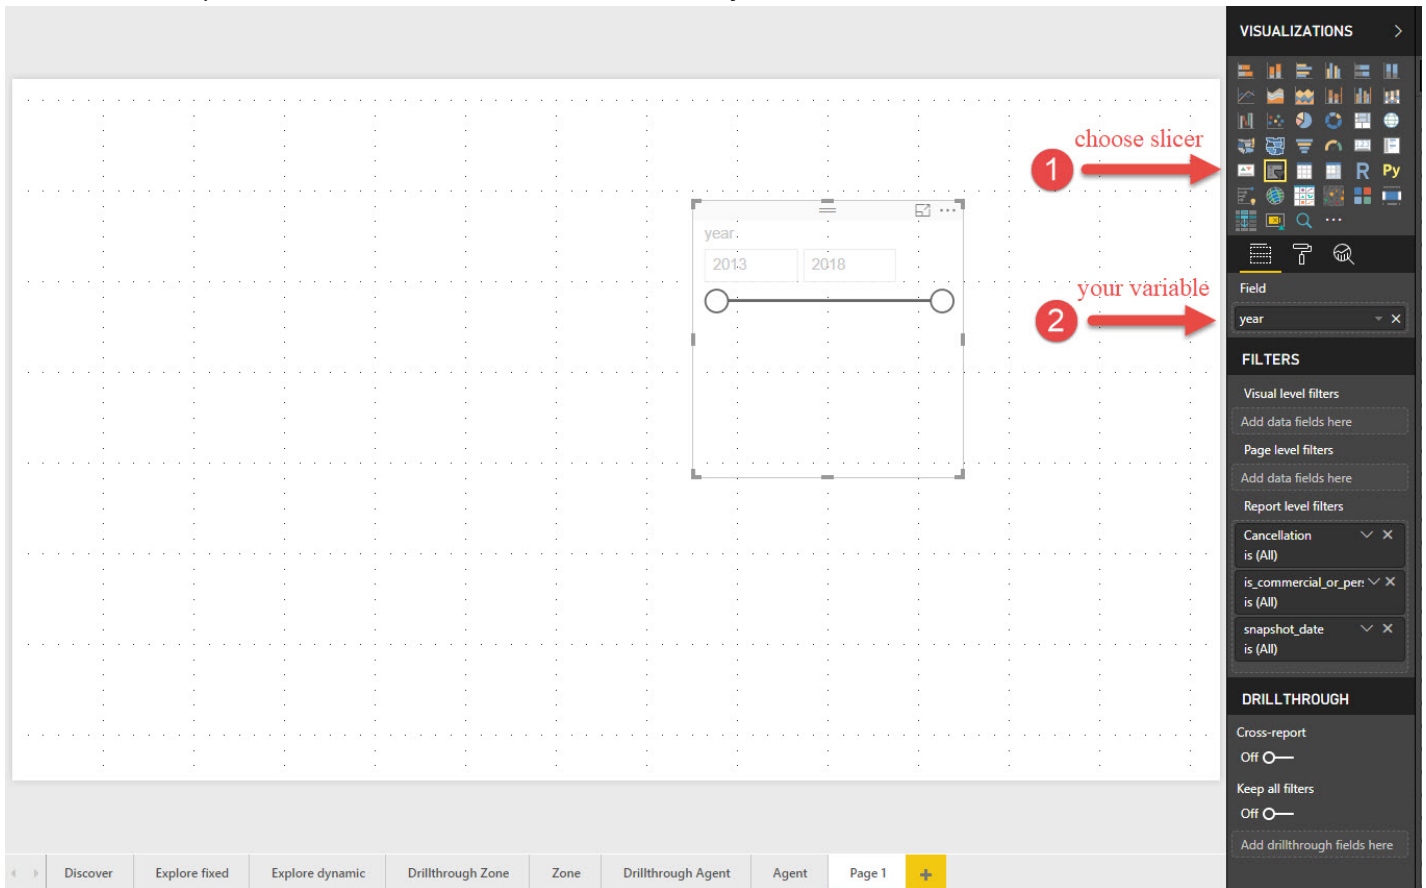 VISUALIZATIONS
choose slicer
1
R Py
year
2013 2018
Field
your variable
2
year
FILTERS
Visual level filters
Add data fields here
Page level filters
Add data fields here
Report level filters
Cancellation
is (All)
is_commercial_or_per
is (All)
snapshot_date
is (All)
DRILLTHROUGH
Cross-report
Off
Keep all filters
Off
Add drillthrough fields here
Discover Explore fixed Explore dynamic Drillthrough Zone Zone Drillthrough Agent Agent Page 1 +